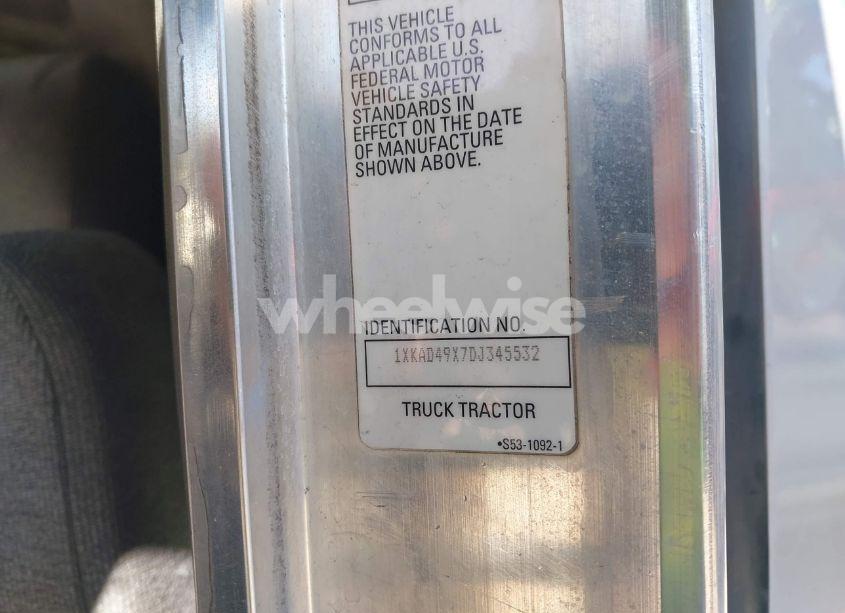 THIS VEHICLE
CONFORMS TO ALL
APPLICABLE U.S.
FEDERAL MOTOR
VEHICLE SAFETY
STANDARDS IN
EFFECT ON THE DATE
OF MANUFACTURE
SHOWN ABOVE.
wheelwise
IDENTIFICATION NO.
1XKAD49X7DJ345532
TRUCK TRACTOR
•S53-1092-1